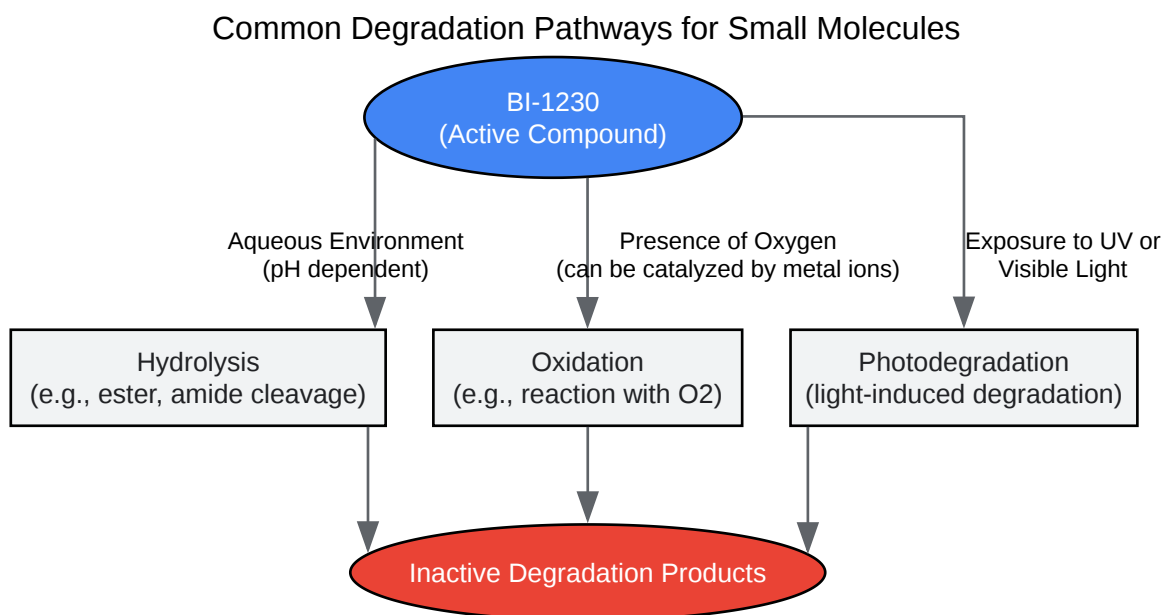 Common Degradation Pathways for Small Molecules
BI-1230
(Active Compound)
Aqueous Environment
(pH dependent)
Presence of Oxygen
(can be catalyzed by metal ions)
Exposure to UV or
Visible Light
Hydrolysis
(e.g., ester, amide cleavage)
Oxidation
(e.g., reaction with O2)
Photodegradation
(light-induced degradation)
Inactive Degradation Products